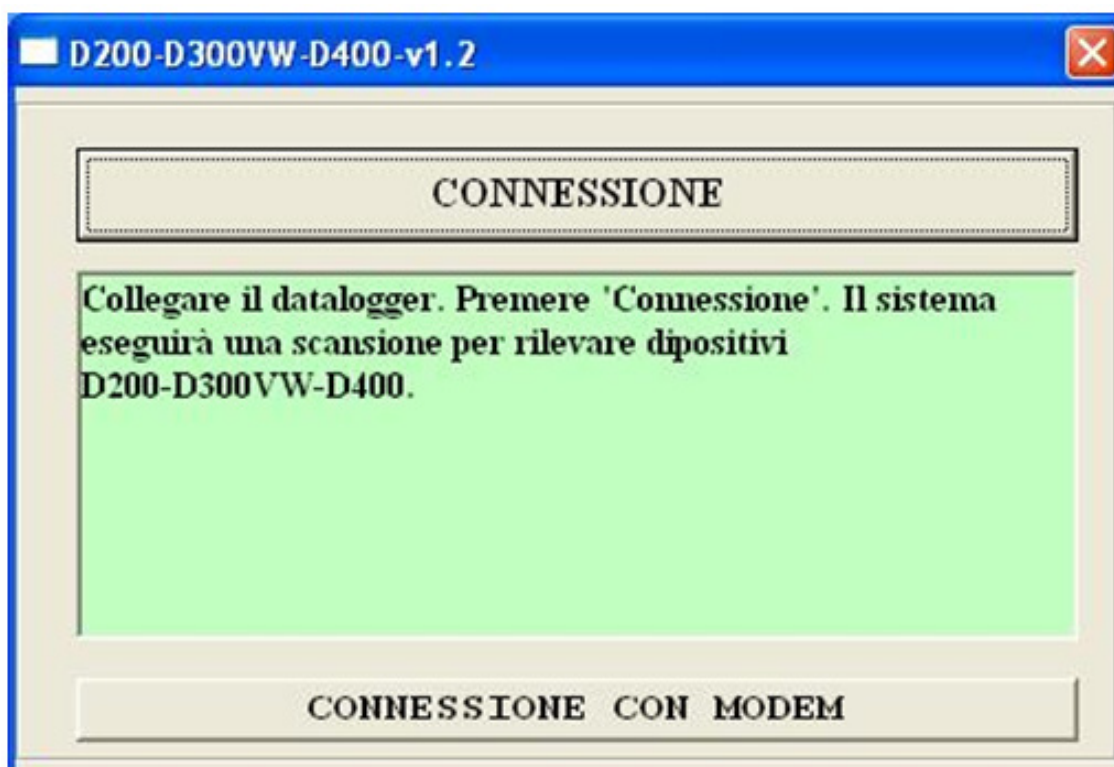 D200-D300VW-D400-v1.2
CONNESSIONE
Collegare il datalogger. Premere 'Connessione'. Il sistema
eseguirà una scansione per rilevare dipositivi
D200-D300VW-D400.
CONNESSIONE CON MODEM